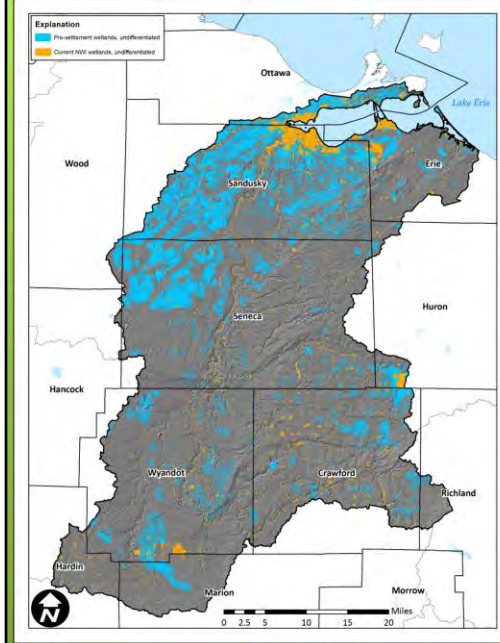 Explanation
Pre-settlement wetlands, undifferentiated
Current NWI wetlands, undifferentiated
Ottawa
Lake Erie
Wood
Erie
Sandusky
Huron
Seneca
Hancock
Wyandot
Crawford
Richland
Hardin
Marion
Morrow
N
Miles
0 2.5 5 10 15 20